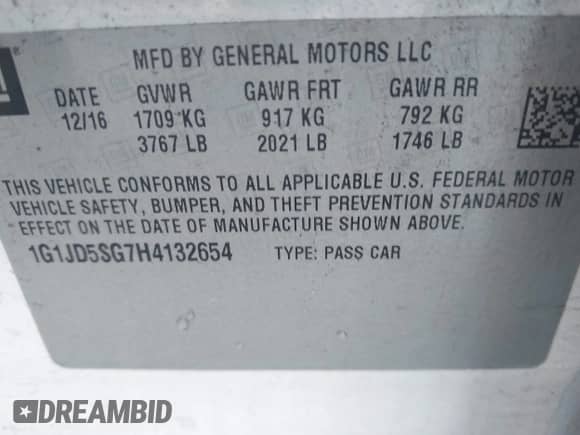 GM
MFD BY GENERAL MOTORS LLC
DATE GVWR GAWR FRT GAWR RR
12/16 1709 KG 917 KG 792 KG
3767 LB 2021 LB 1746 LB
THIS VEHICLE CONFORMS TO ALL APPLICABLE U.S. FEDERAL MOTOR
VEHICLE SAFETY, BUMPER, AND THEFT PREVENTION STANDARDS IN
EFFECT ON THE DATE OF MANUFACTURE SHOWN ABOVE.
1G1JD5SG7H4132654 TYPE: PASS CAR
DREAMBID